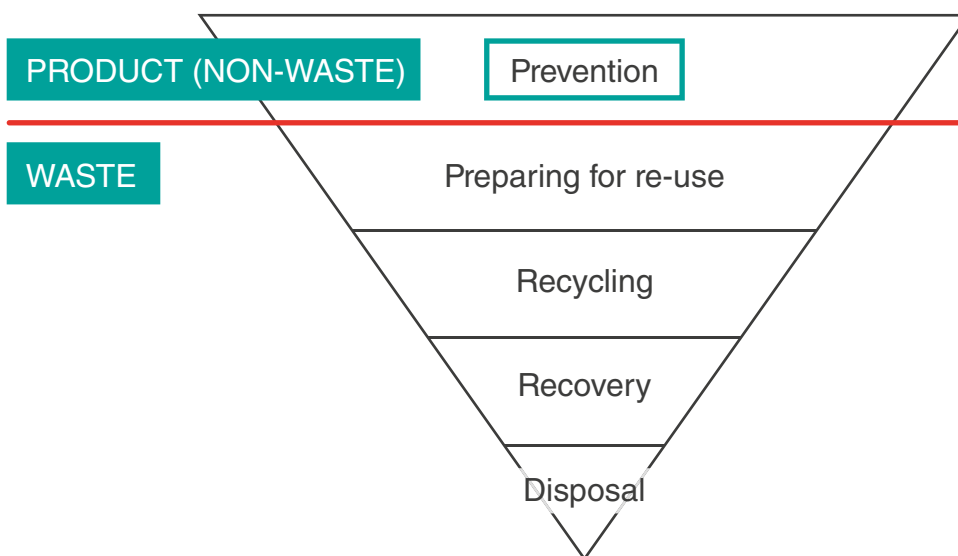 PRODUCT (NON-WASTE)
Prevention
WASTE
Preparing for re-use
Recycling
Recovery
Disposal